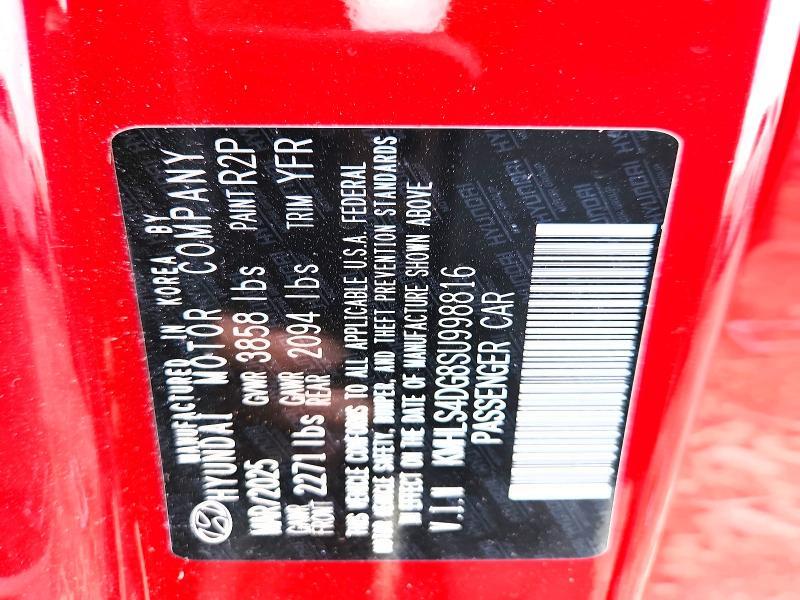 MANUFACTURED IN KOREA BY
HYUNDAI MOTOR COMPANY
MAR/2025 GVWR 3858 lbs PAINT R2P
GAWR FRONT 2271 lbs GAWR REAR 2094 lbs TRIM YFR
THIS VEHICLE CONFORMS TO ALL APPLICABLE U.S.A. FEDERAL
MOTOR VEHICLE SAFETY, BUMPER, AND THEFT PREVENTION STANDARDS
IN EFFECT ON THE DATE OF MANUFACTURE SHOWN ABOVE
V.I.N KMHLS4DG8SU998816
PASSENGER CAR